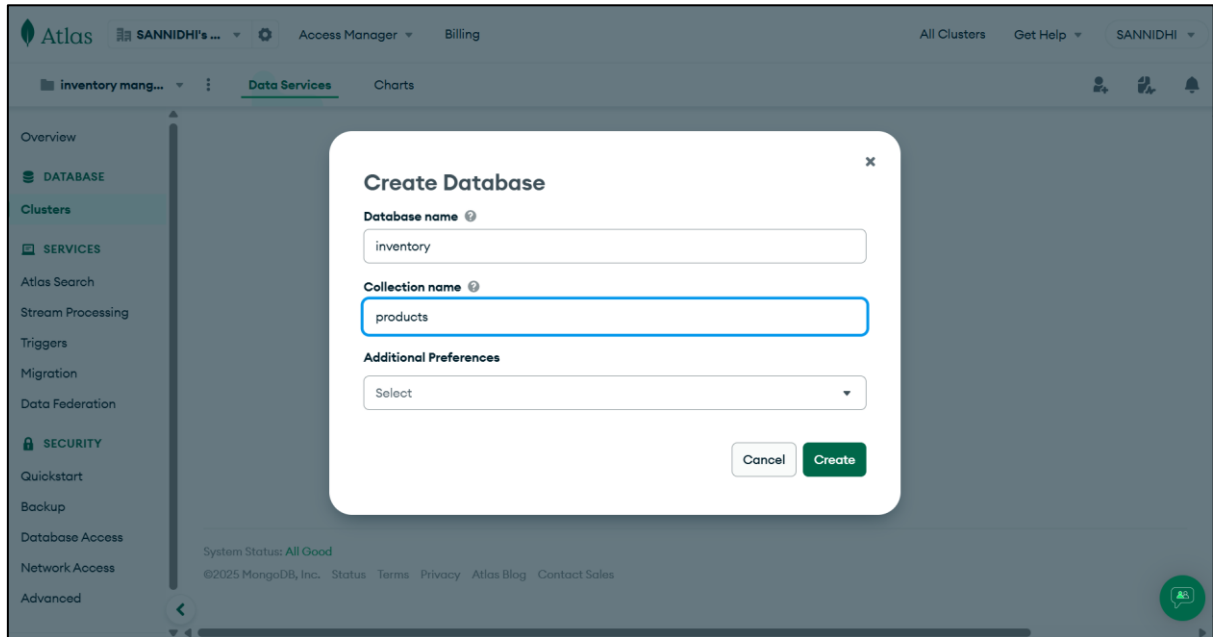 Atlas SANNIDHI's ... Access Manager Billing All Clusters Get Help SANNIDHI
inventory mang... Data Services Charts
Overview
DATABASE
Clusters
SERVICES
Atlas Search
Stream Processing
Triggers
Migration
Data Federation
SECURITY
Quickstart
Backup
Database Access
Network Access
Advanced
Create Database
Database name
inventory
Collection name
products
Additional Preferences
Select
Cancel Create
System Status: All Good
©2025 MongoDB, Inc. Status Terms Privacy Atlas Blog Contact Sales